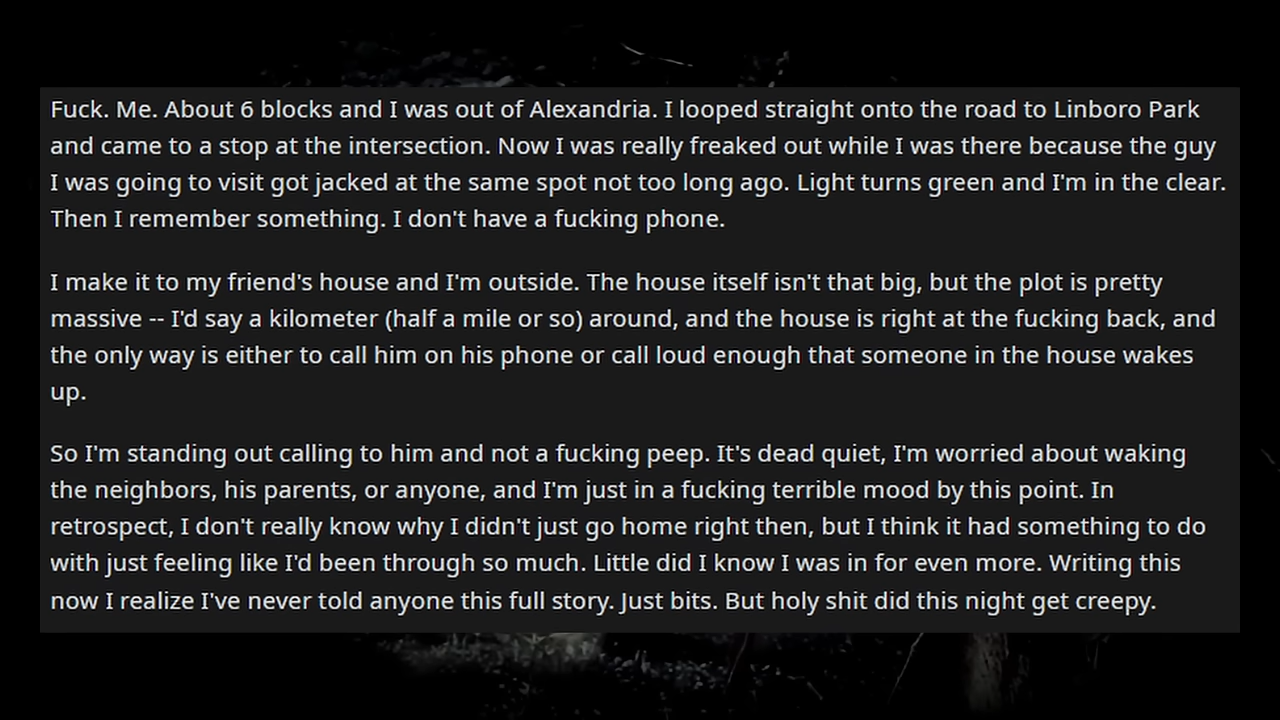 Fuck. Me. About 6 blocks and I was out of Alexandria. I looped straight onto the road to Linboro Park
and came to a stop at the intersection. Now I was really freaked out while I was there because the guy
I was going to visit got jacked at the same spot not too long ago. Light turns green and I'm in the clear.
Then I remember something. I don't have a fucking phone.
I make it to my friend's house and I'm outside. The house itself isn't that big, but the plot is pretty
massive -- I'd say a kilometer (half a mile or so) around, and the house is right at the fucking back, and
the only way is either to call him on his phone or call loud enough that someone in the house wakes
up.
So I'm standing out calling to him and not a fucking peep. It's dead quiet, I'm worried about waking
the neighbors, his parents, or anyone, and I'm just in a fucking terrible mood by this point. In
retrospect, I don't really know why I didn't just go home right then, but I think it had something to do
with just feeling like I'd been through so much. Little did I know I was in for even more. Writing this
now I realize I've never told anyone this full story. Just bits. But holy shit did this night get creepy.